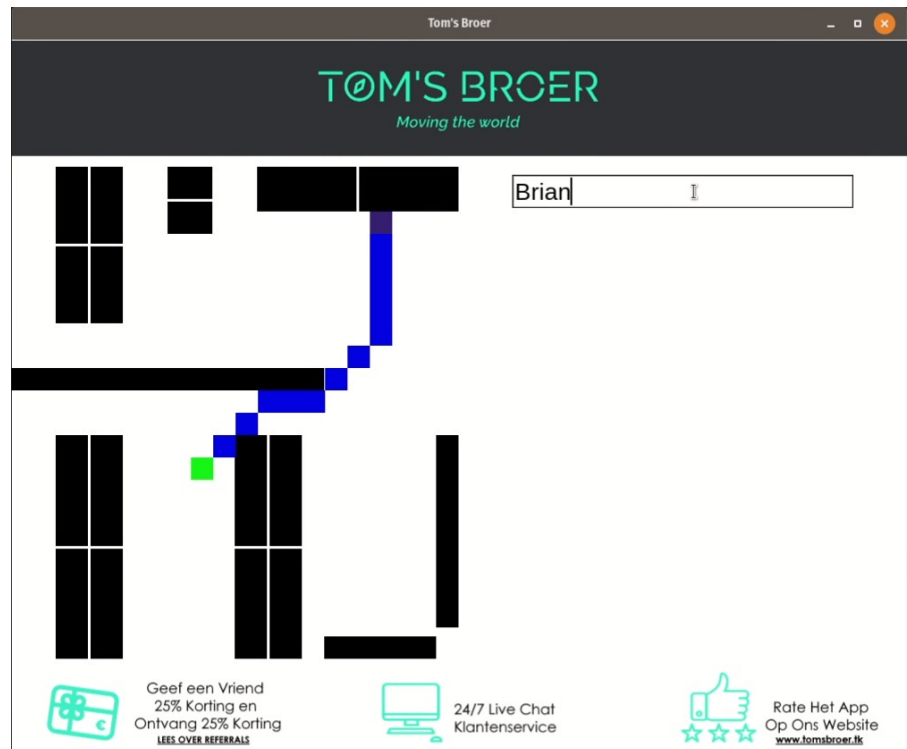 Tom's Broer
TOM'S BROER
Moving the world
Brian
Geef een Vriend
25% Korting en
Ontvang 25% Korting
LEES OVER REFERRALS
24/7 Live Chat
Klantenservice
Rate Het App
Op Ons Website
www.tomsbroer.tk